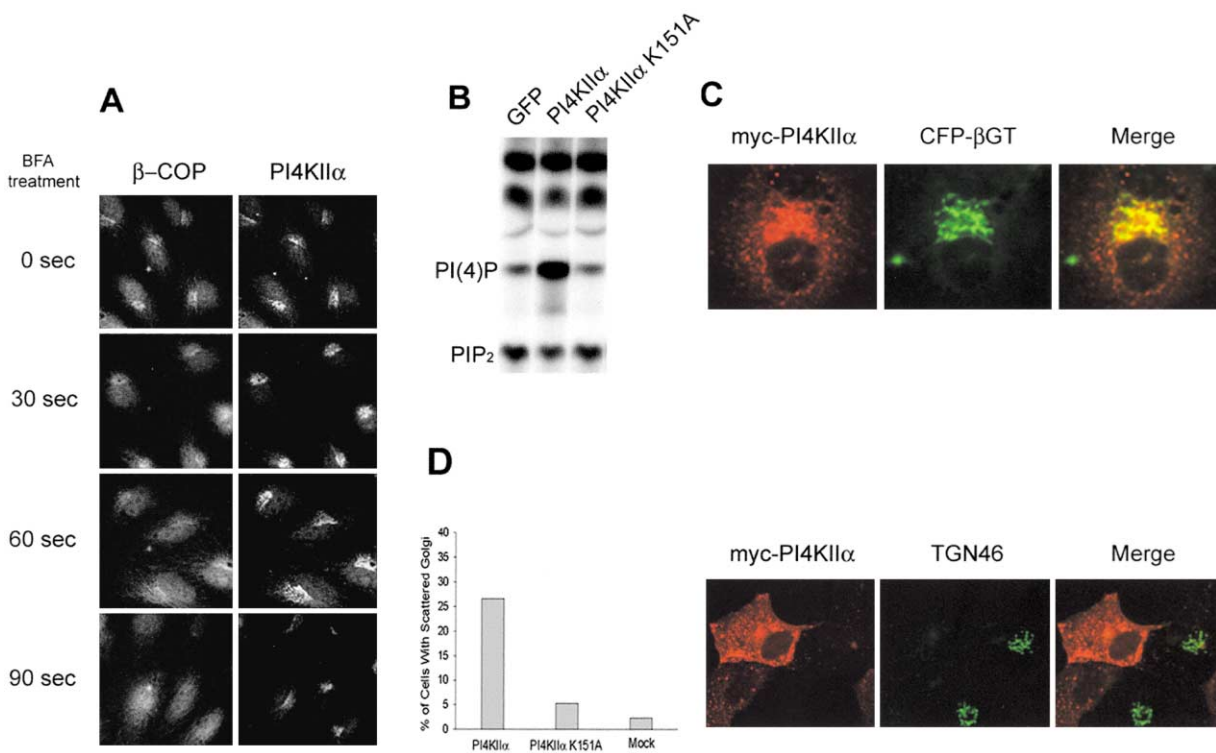 A
BFA
treatment
β–COP
PI4KIIα
0 sec
30 sec
60 sec
90 sec
B
GFP
PI4KIIα
PI4KIIα K151A
PI(4)P
PIP₂
C
myc-PI4KIIα
CFP-βGT
Merge
D
% of Cells With Scattered Golgi
40
35
30
25
20
15
10
5
0
PI4KIIα
PI4KIIα K151A
Mock
myc-PI4KIIα
TGN46
Merge